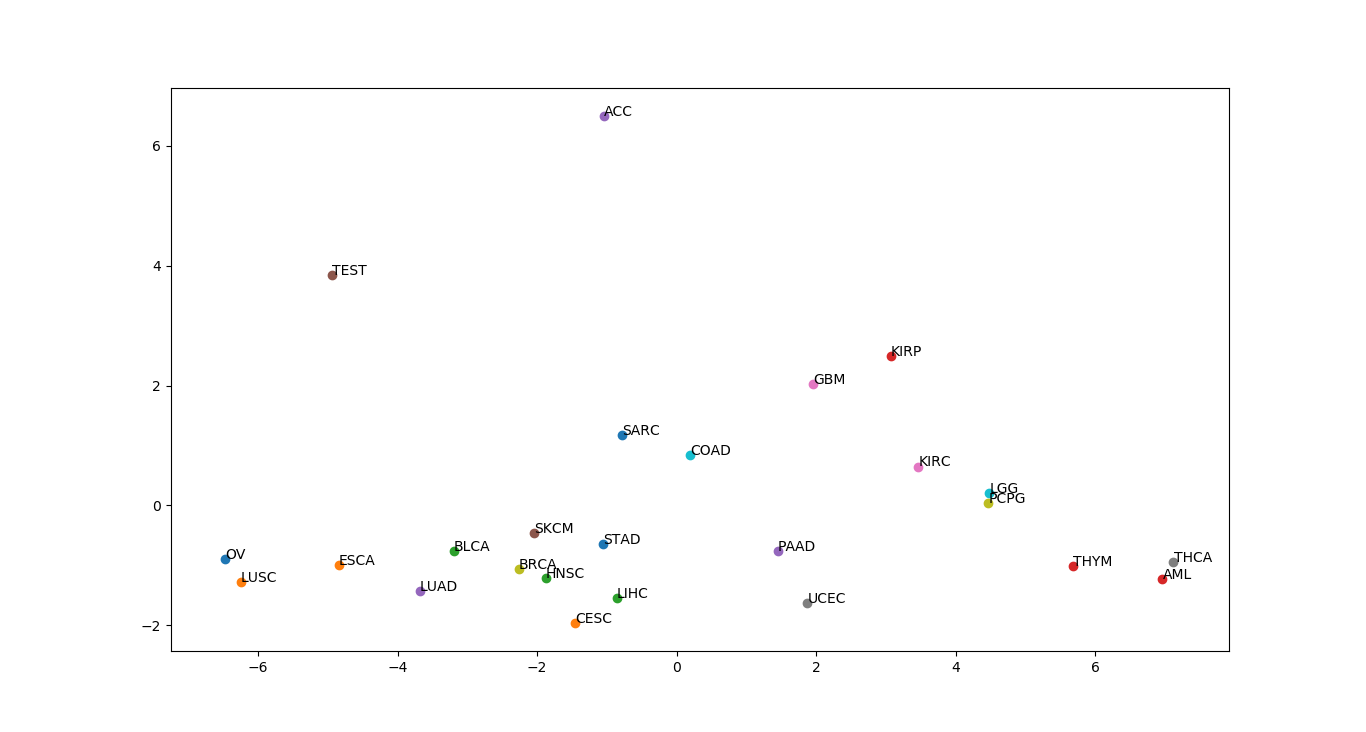 ACC
6
4
TEST
KIRP
2
GBM
SARC
COAD
KIRC
LGG
PCPG
0
SKCM
STAD
PAAD
BLCA
OV
ESCA
BRCA
HNSC
THYM
THCA
AML
LUSC
LUAD
LIHC
UCEC
CESC
−2
−6 −4 −2 0 2 4 6